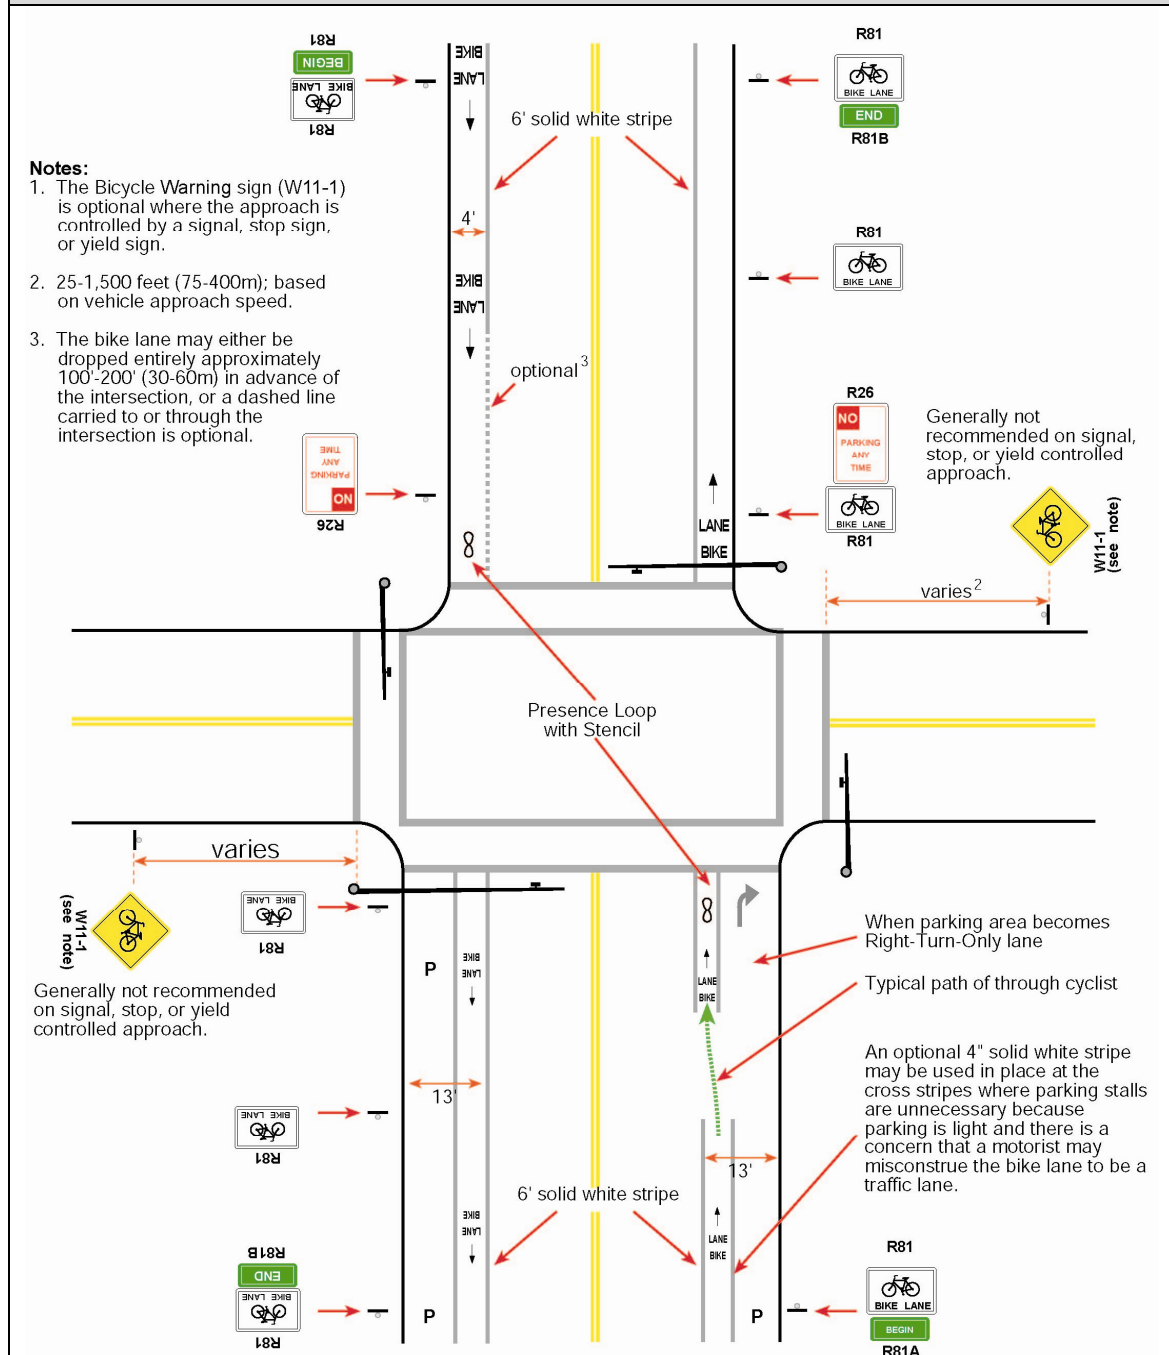 R81
BEGIN
BIKE LANE
R81
BIKE
LANE
R81
BIKE LANE
END
R81B
6' solid white stripe
Notes:
1. The Bicycle Warning sign (W11-1)
is optional where the approach is
controlled by a signal, stop sign,
or yield sign.
2. 25-1,500 feet (75-400m); based
on vehicle approach speed.
3. The bike lane may either be
dropped entirely approximately
100'-200' (30-60m) in advance of
the intersection, or a dashed line
carried to or through the
intersection is optional.
4'
BIKE
LANE
R81
BIKE LANE
optional3
R26
NO
PARKING
ANY
TIME
BIKE LANE
R81
Generally not
recommended on signal,
stop, or yield controlled
approach.
W11-1
(see note)
NO
PARKING
ANY
TIME
R26
LANE
BIKE
varies2
Presence Loop
with Stencil
varies
W11-1
(see note)
Generally not recommended
on signal, stop, or yield
controlled approach.
BIKE LANE
R81
P
BIKE
LANE
LANE
BIKE
When parking area becomes
Right-Turn-Only lane
Typical path of through cyclist
An optional 4" solid white stripe
may be used in place at the
cross stripes where parking stalls
are unnecessary because
parking is light and there is a
concern that a motorist may
misconstrue the bike lane to be a
traffic lane.
13'
BIKE LANE
R81
13'
6' solid white stripe
BIKE
LANE
LANE
BIKE
R81B
END
BIKE LANE
R81
P
P
R81
BIKE LANE
BEGIN
R81A